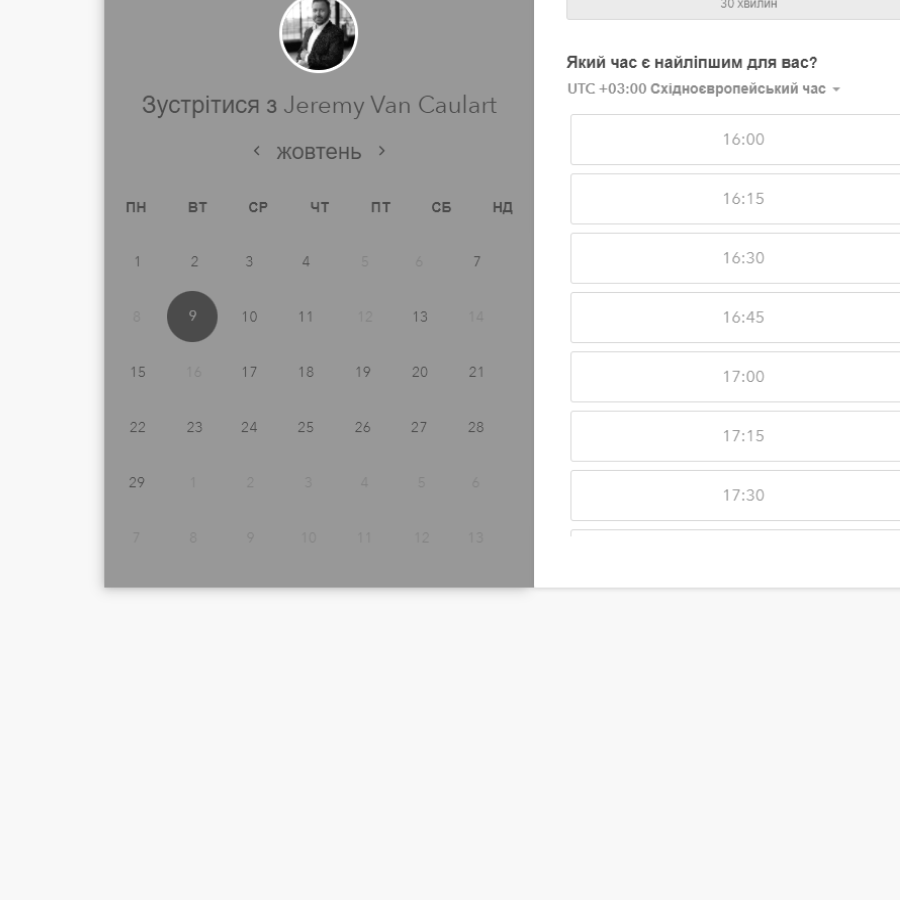 Зустрітися з Jeremy Van Caulart
жовтень
ПН ВТ СР ЧТ ПТ СБ НД
1 2 3 4 5 6 7
8 9 10 11 12 13 14
15 16 17 18 19 20 21
22 23 24 25 26 27 28
29 1 2 3 4 5 6
7 8 9 10 11 12 13
30 хвилин
Який час є найліпшим для вас?
UTC +03:00 Східноєвропейський час
16:00
16:15
16:30
16:45
17:00
17:15
17:30